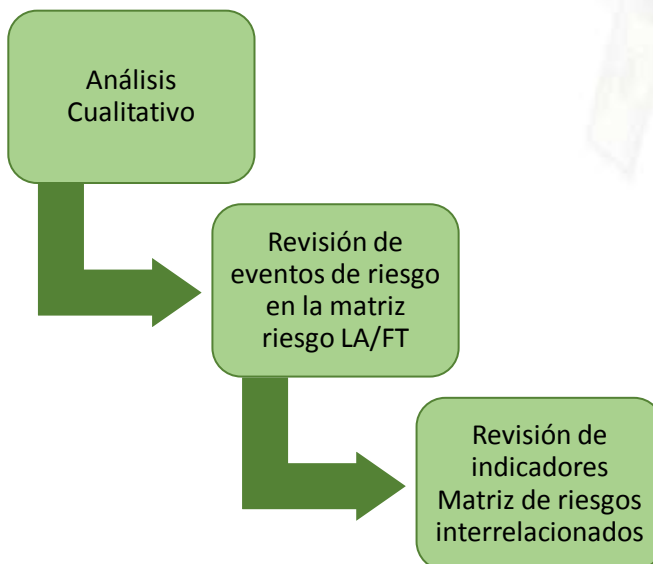 Análisis
Cualitativo
Revisión de
eventos de riesgo
en la matriz
riesgo LA/FT
Revisión de
indicadores
Matriz de riesgos
interrelacionados